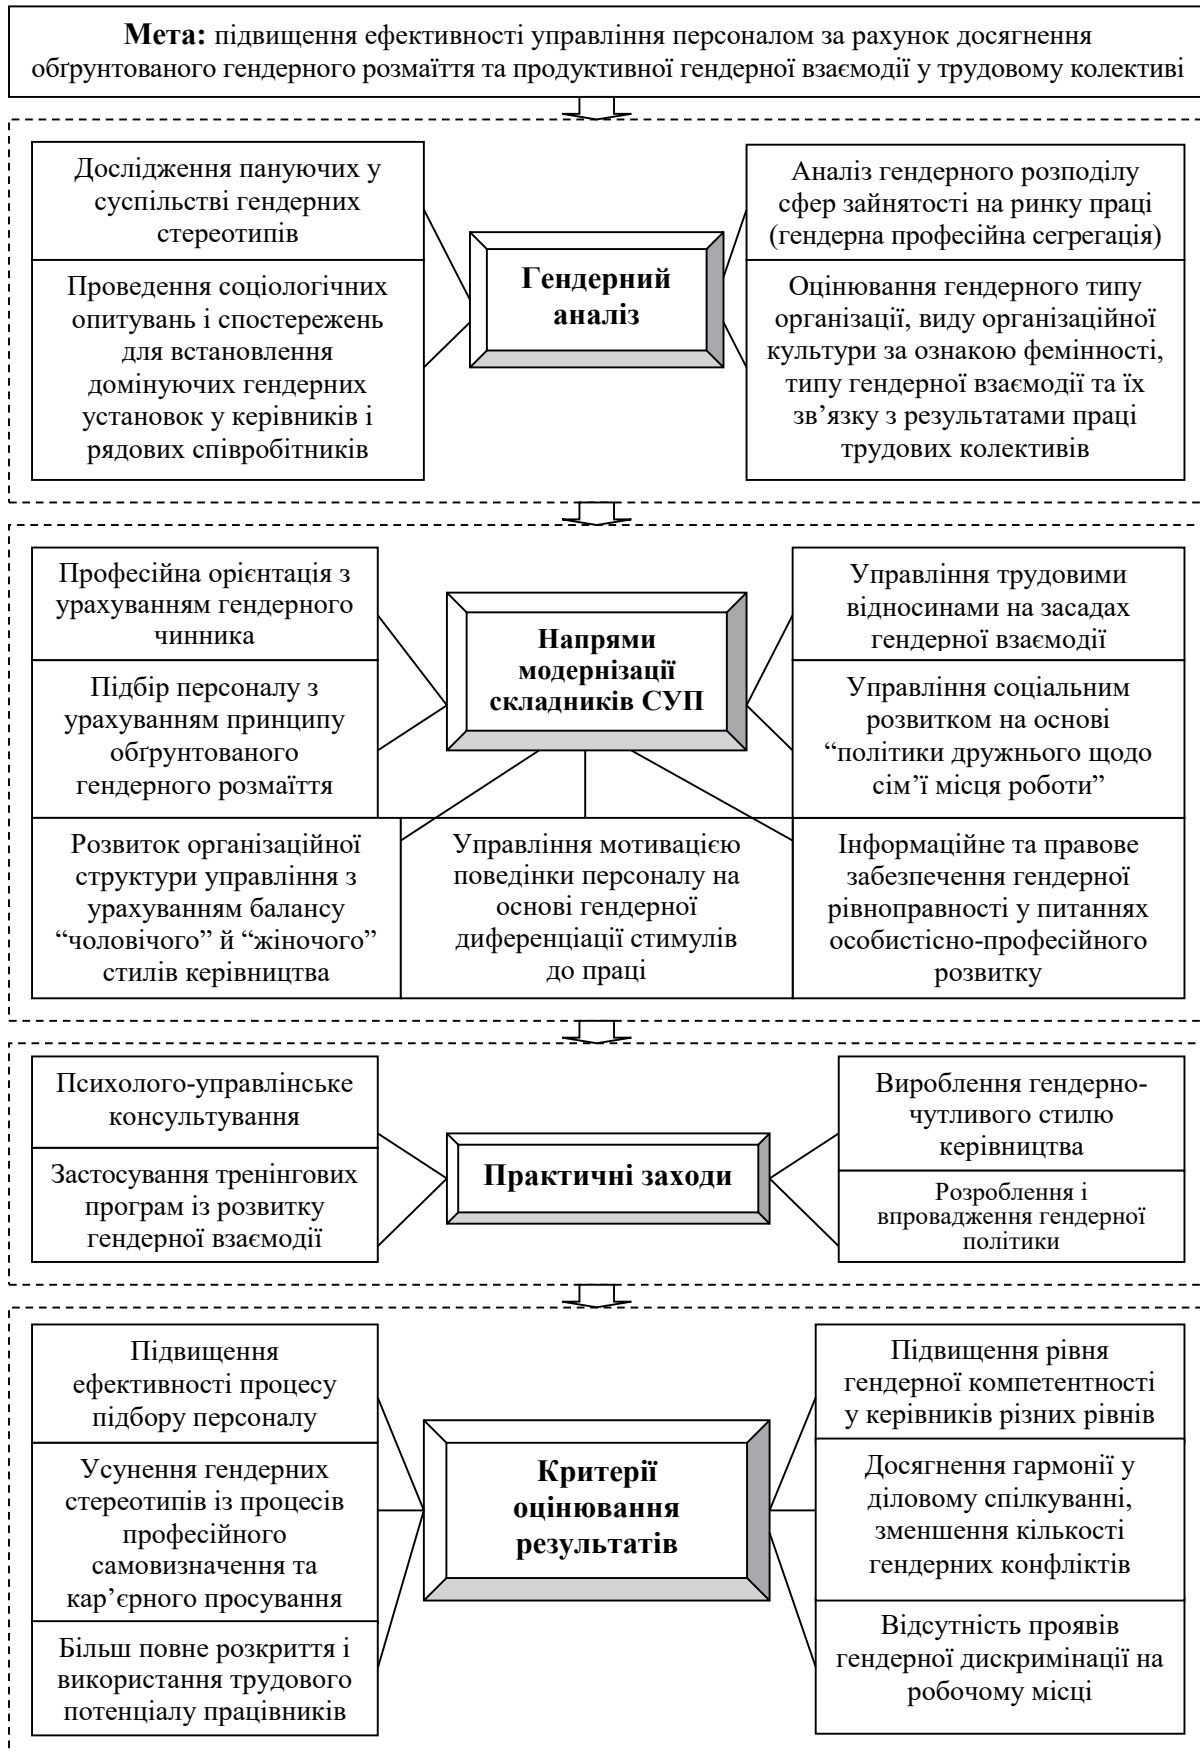 Мета: підвищення ефективності управління персоналом за рахунок досягнення
обґрунтованого гендерного розмаїття та продуктивної гендерної взаємодії у трудовому колективі
Дослідження пануючих у
суспільстві гендерних
стереотипів
Проведення соціологічних
опитувань і спостережень
для встановлення
домінуючих гендерних
установок у керівників і
рядових співробітників
Гендерний
аналіз
Аналіз гендерного розподілу
сфер зайнятості на ринку праці
(гендерна професійна сегрегація)
Оцінювання гендерного типу
організації, виду організаційної
культури за ознакою фемінності,
типу гендерної взаємодії та їх
зв’язку з результатами праці
трудових колективів
Професійна орієнтація з
урахуванням гендерного
чинника
Підбір персоналу з
урахуванням принципу
обґрунтованого
гендерного розмаїття
Напрями
модернізації
складників СУП
Управління трудовими
відносинами на засадах
гендерної взаємодії
Управління соціальним
розвитком на основі
“політики дружнього щодо
сім’ї місця роботи”
Розвиток організаційної
структури управління з
урахуванням балансу
“чоловічого” й “жіночого”
стилів керівництва
Управління мотивацією
поведінки персоналу на
основі гендерної
диференціації стимулів
до праці
Інформаційне та правове
забезпечення гендерної
рівноправності у питаннях
особистісно-професійного
розвитку
Психолого-управлінське
консультування
Застосування тренінгових
програм із розвитку
гендерної взаємодії
Практичні заходи
Вироблення гендерно-
чутливого стилю
керівництва
Розроблення і
впровадження гендерної
політики
Підвищення
ефективності процесу
підбору персоналу
Усунення гендерних
стереотипів із процесів
професійного
самовизначення та
кар’єрного просування
Більш повне розкриття і
використання трудового
потенціалу працівників
Критерії
оцінювання
результатів
Підвищення рівня
гендерної компетентності
у керівників різних рівнів
Досягнення гармонії у
діловому спілкуванні,
зменшення кількості
гендерних конфліктів
Відсутність проявів
гендерної дискримінації на
робочому місці